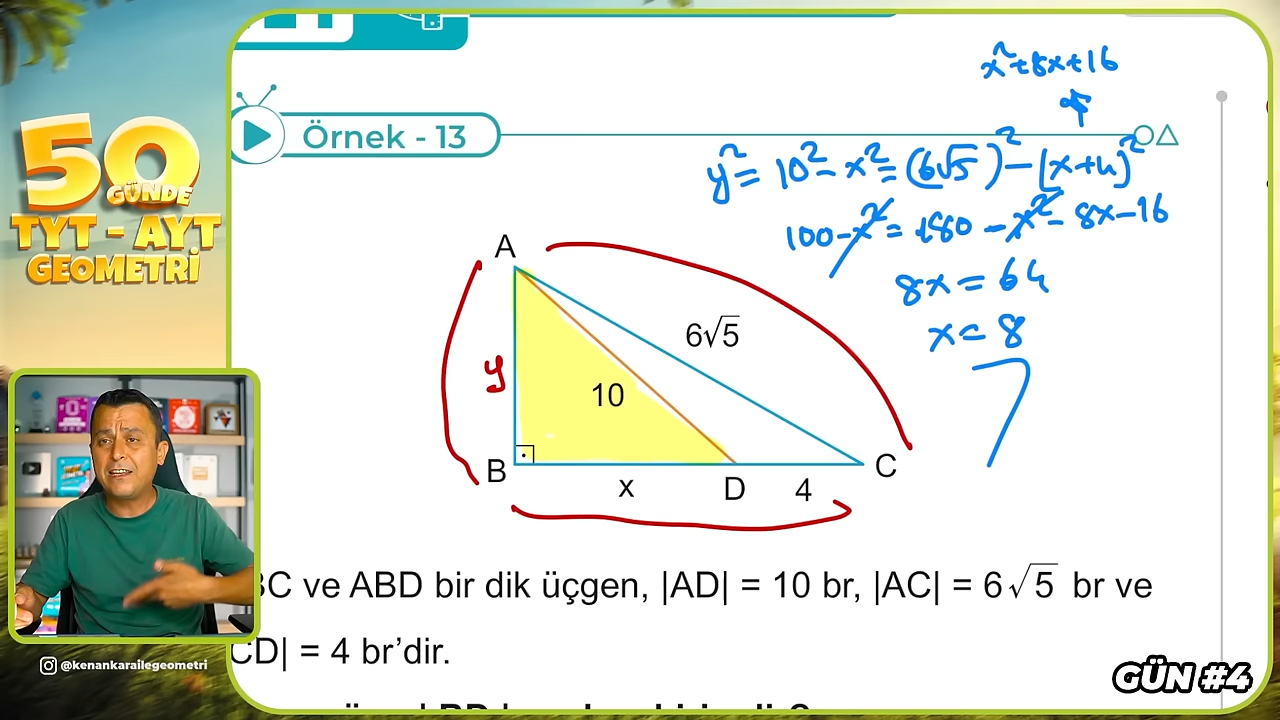 50
GÜNDE
TYT - AYT
GEOMETRİ
Örnek - 13
x²+8x+16
y² = 10² - x² = (6√5)² - (x+4)²
100 - x² = 180 - x² - 8x - 16
8x = 64
x = 8
A
6√5
y
10
B
C
x
D
4
BC ve ABD bir dik üçgen, |AD| = 10 br, |AC| = 6√5 br ve
CD| = 4 br’dir.
@kenankarailegeometri
GÜN #4